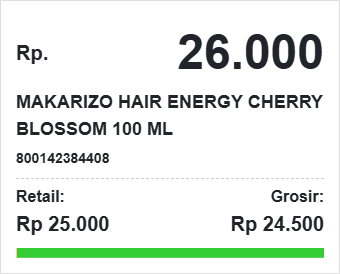 Rp. 26.000
MAKARIZO HAIR ENERGY CHERRY
BLOSSOM 100 ML
800142384408
Retail: Grosir:
Rp 25.000 Rp 24.500